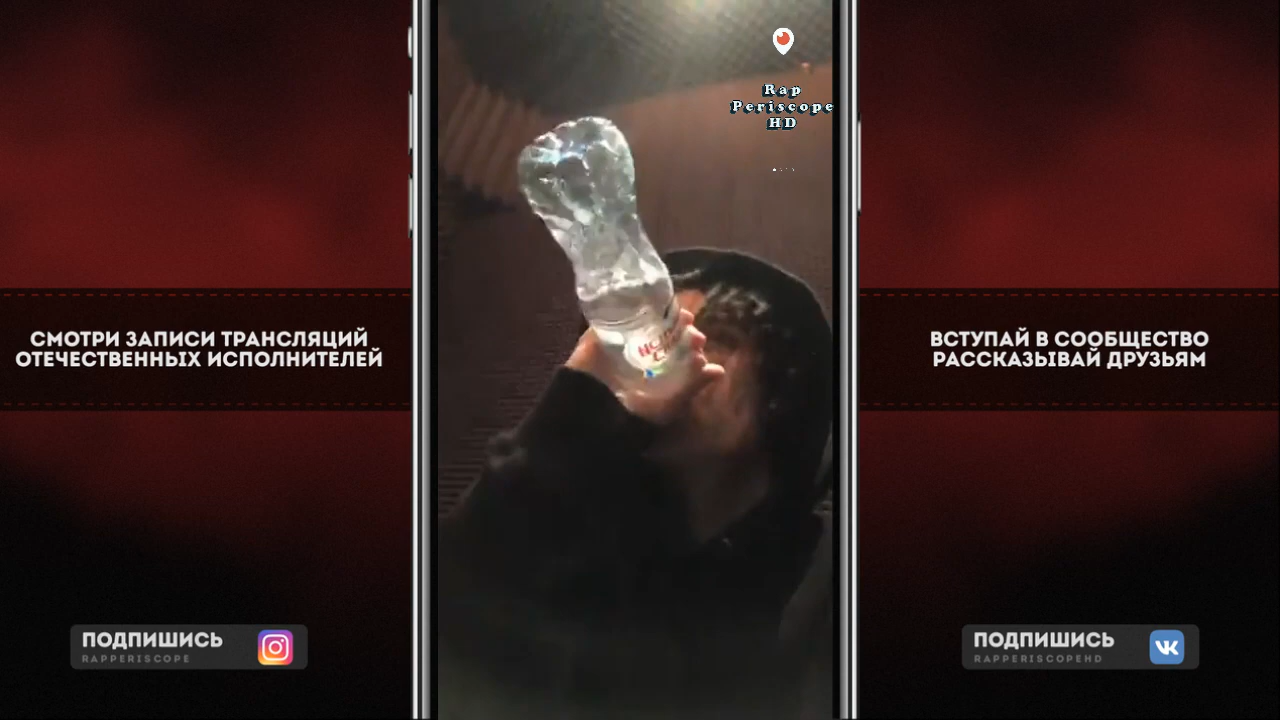 Rap
Periscope
HD
СМОТРИ ЗАПИСИ ТРАНСЛЯЦИЙ
ОТЕЧЕСТВЕННЫХ ИСПОЛНИТЕЛЕЙ
ВСТУПАЙ В СООБЩЕСТВО
РАССКАЗЫВАЙ ДРУЗЬЯМ
ПОДПИШИСЬ
RAPPERISCOPE
ПОДПИШИСЬ
RAPPERISCOPEHD